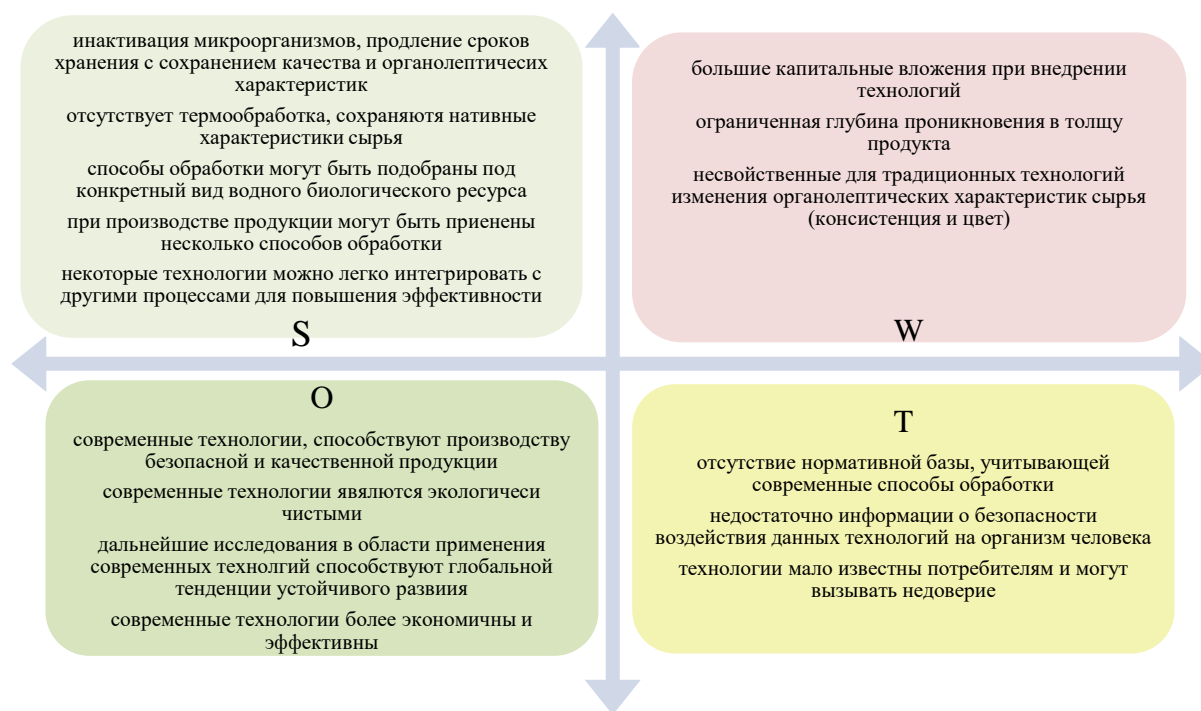 инактивация микроорганизмов, продление сроков
хранения с сохранением качества и органолептичесих
характеристик
отсутствует термообработка, сохраняютя нативные
характеристики сырья
способы обработки могут быть подобраны под
конкретный вид водного биологического ресурса
при производстве продукции могут быть приенены
несколько способов обработки
некоторые технологии можно легко интегрировать с
другими процессами для повышения эффективности
S
большие капитальные вложения при внедрении
технологий
ограниченная глубина проникновения в толщу
продукта
несвойственные для традиционных технологий
изменения органолептических характеристик сырья
(консистенция и цвет)
W
O
современные технологии, способствуют производству
безопасной и качественной продукции
современные технологии явялются экологичеси
чистыми
дальнейшие исследования в области применения
современных технолгий способствуют глобальной
тенденции устойчивого развиия
современные технологии более экономичны и
эффективны
T
отсутствие нормативной базы, учитывающей
современные способы обработки
недостаточно информации о безопасности
воздействия данных технологий на организм человека
технологии мало известны потребителям и могут
вызывать недоверие